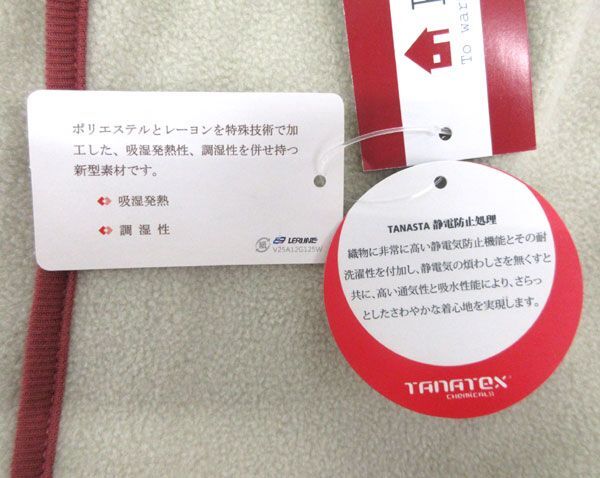 To war
ポリエステルとレーヨンを特殊技術で加
工した、吸湿発熱性、調湿性を併せ持つ
新型素材です。
吸湿発熱
調湿性
紙
LERUNE
V25A12G125W
TANASTA 静電防止処理
織物に非常に高い静電気防止機能とその耐
洗濯性を付加し、静電気の煩わしさを無くすと
共に、高い通気性と吸水性能により、さらっ
としたさわやかな着心地を実現します。
TANATEX
CHEMICALS